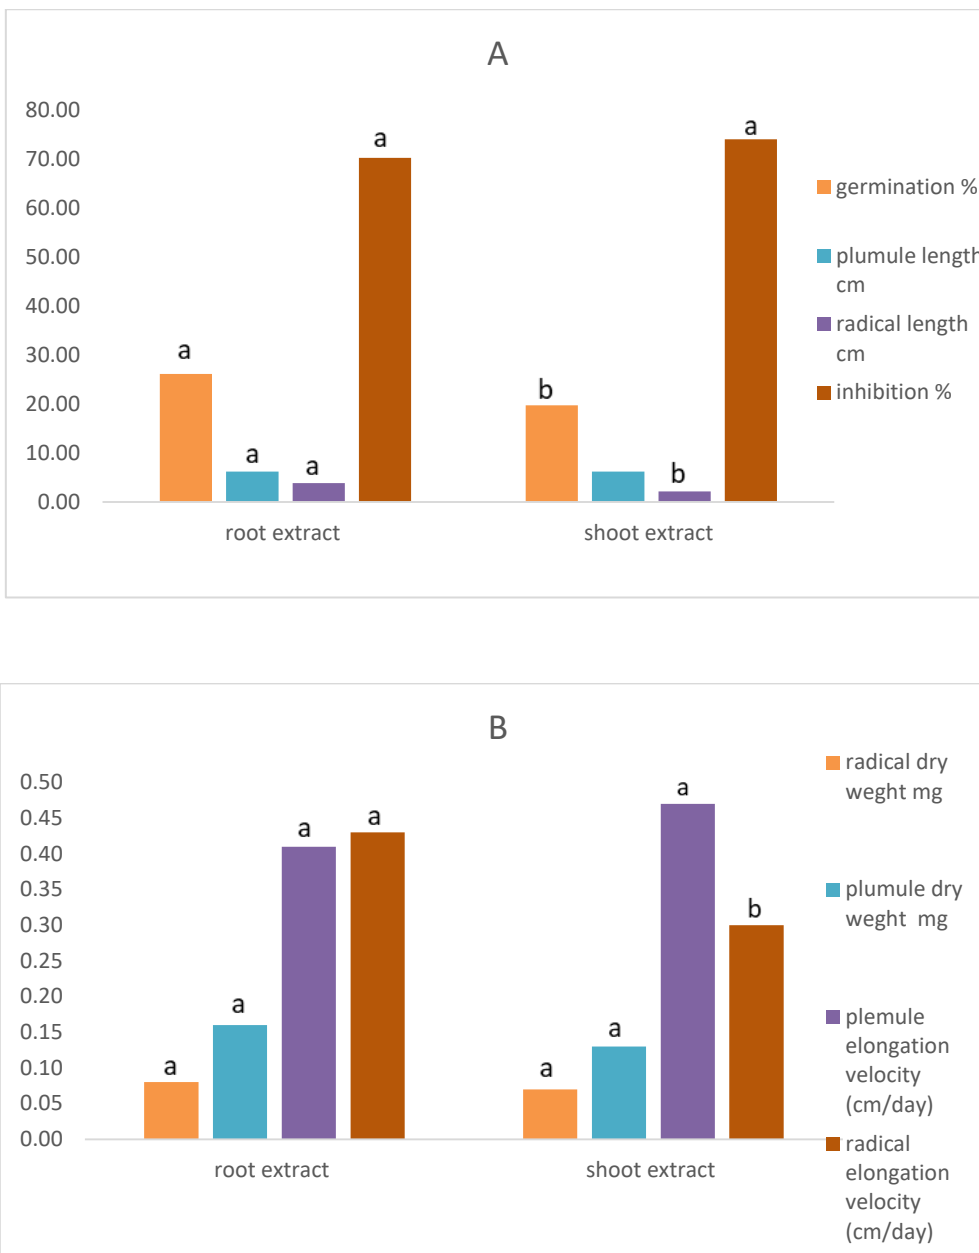 A
80.00
70.00
60.00
50.00
40.00
30.00
20.00
10.00
0.00
a
a
a
a
b
b
a
root extract
shoot extract
germination %
plumule length
cm
radical length
cm
inhibition %
B
0.50
0.45
0.40
0.35
0.30
0.25
0.20
0.15
0.10
0.05
0.00
a
a
a
a
a
a
a
b
root extract
shoot extract
radical dry
weght mg
plumule dry
weght mg
plemule
elongation
velocity
(cm/day)
radical
elongation
velocity
(cm/day)